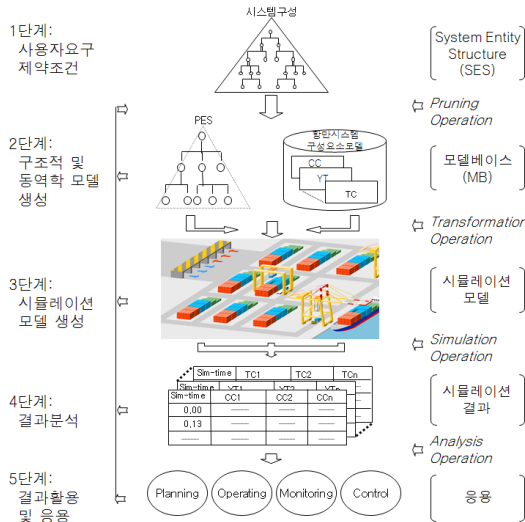 시스템구성
1단계:
사용자요구
제약조건
System Entity
Structure
(SES)
Pruning
Operation
PES
항만시스템
구성요소모델
CC
YT
TC
2단계:
구조적 및
동역학 모델
생성
모델베이스
(MB)
Transformation
Operation
3단계:
시뮬레이션
모델 생성
시뮬레이션
모델
Simulation
Operation
Sim-time TC1 TC2 TCn
Sim-time YT1 YT2 YTn
Sim-time CC1 CC2 CCn
0,00
0,13
4단계:
결과분석
시뮬레이션
결과
Analysis
Operation
5단계:
결과활용
및 응용
Planning
Operating
Monitoring
Control
응용